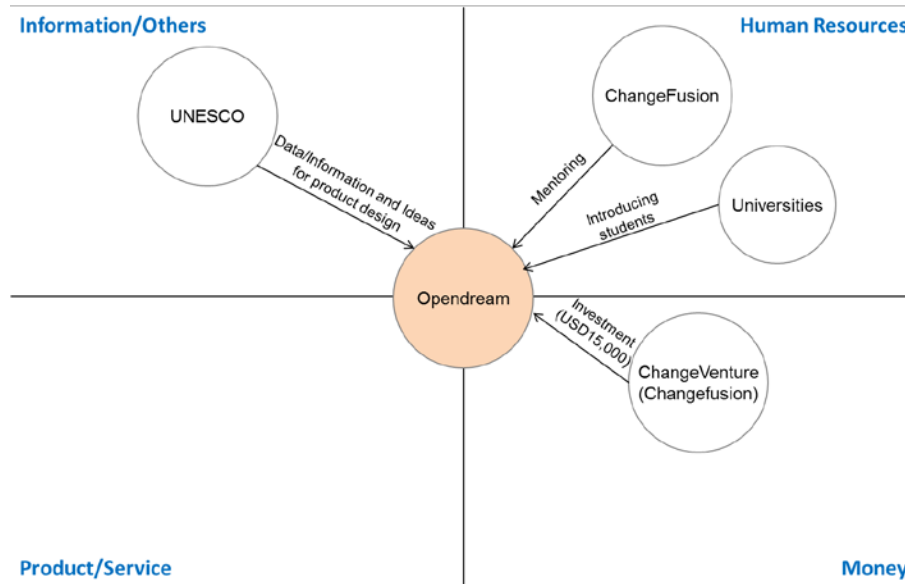 Information/Others
Human Resources
UNESCO
ChangeFusion
Data/Information and Ideas
for product design
Mentoring
Introducing
students
Universities
Opendream
Investment
(USD15,000)
ChangeVenture
(Changefusion)
Product/Service
Money